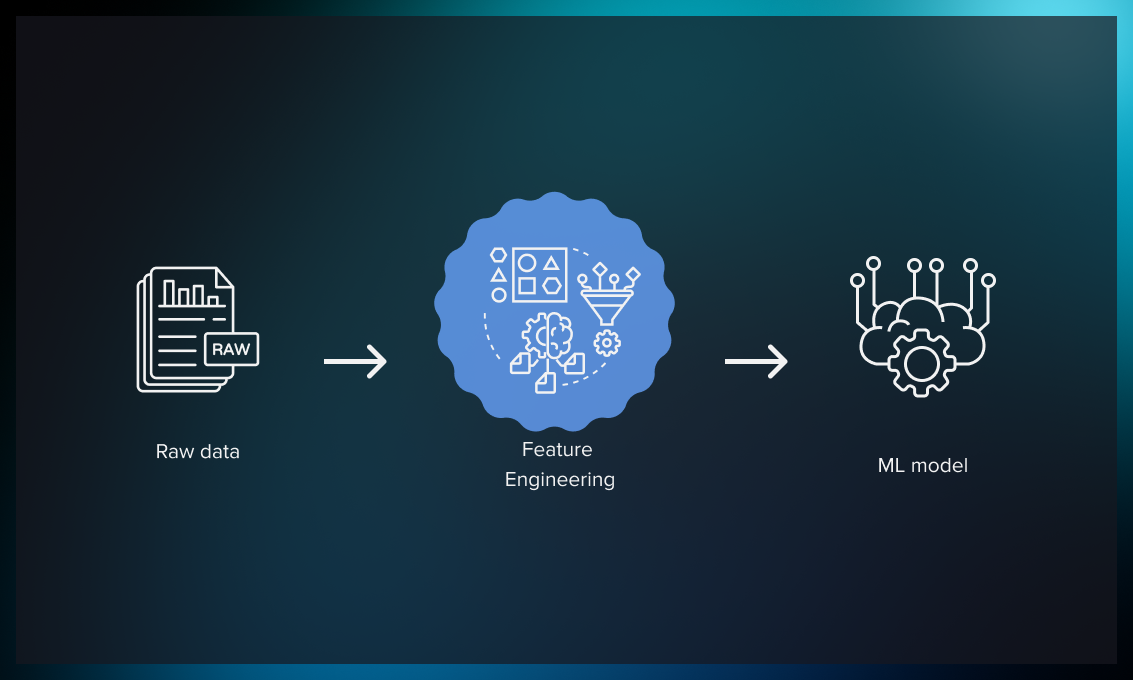 RAW
Raw data
Feature
Engineering
ML model